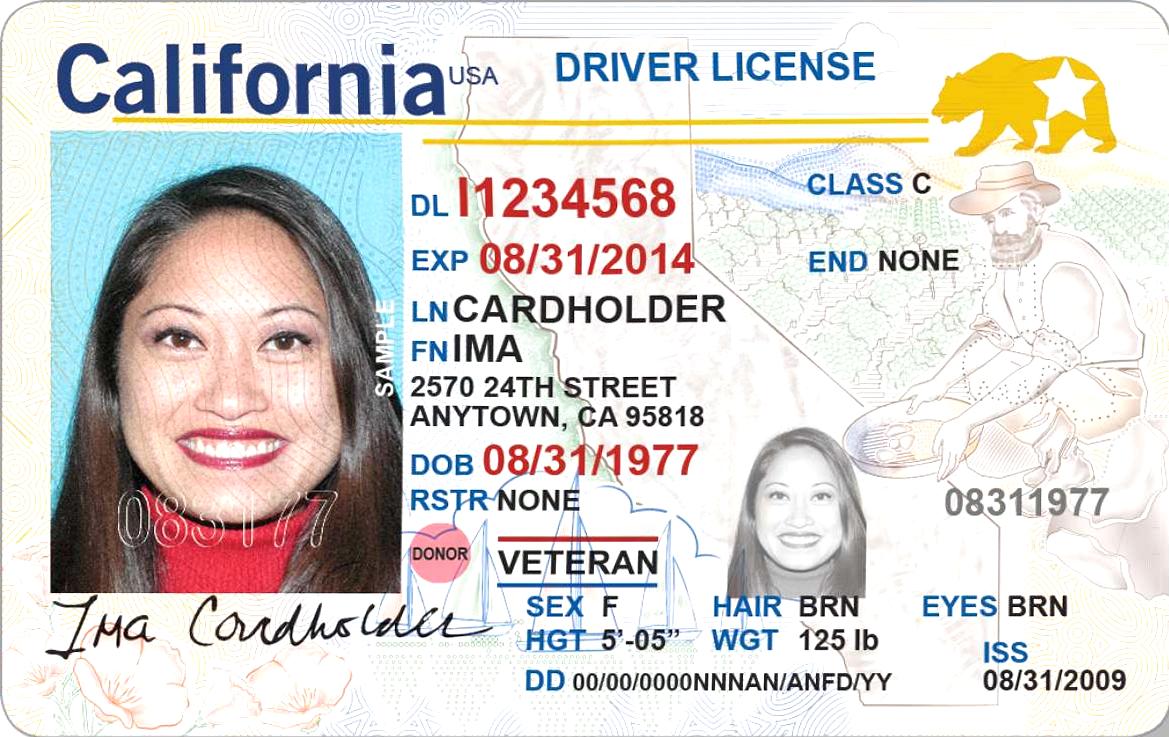 California USA DRIVER LICENSE
DL I1234568
CLASS C
EXP 08/31/2014
END NONE
LN CARDHOLDER
FN IMA
2570 24TH STREET
ANYTOWN, CA 95818
DOB 08/31/1977
RSTR NONE
08311977
SAMPLE
083177
DONOR
VETERAN
Ima Cardholder
SEX F HAIR BRN EYES BRN
HGT 5'-05" WGT 125 lb
ISS
DD 00/00/0000NNNAN/ANFD/YY 08/31/2009